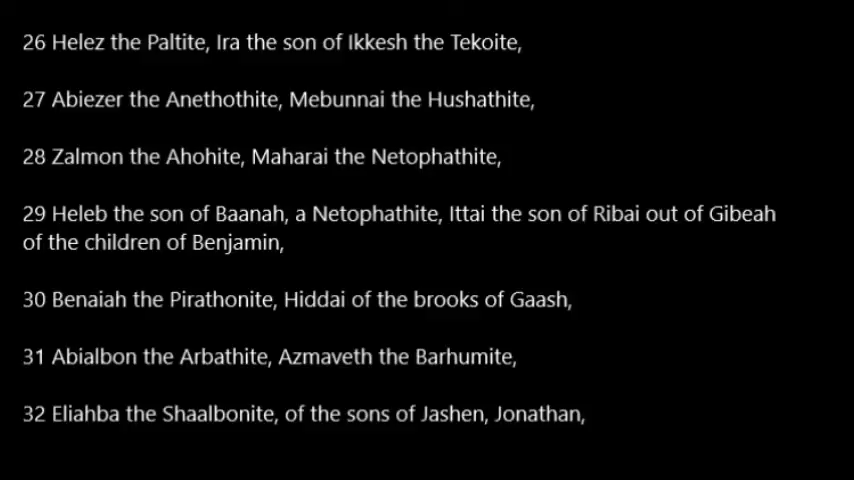 26 Helez the Paltite, Ira the son of Ikkesh the Tekoite,
27 Abiezer the Anethothite, Mebunnai the Hushathite,
28 Zalmon the Ahohite, Maharai the Netophathite,
29 Heleb the son of Baanah, a Netophathite, Ittai the son of Ribai out of Gibeah
of the children of Benjamin,
30 Benaiah the Pirathonite, Hiddai of the brooks of Gaash,
31 Abialbon the Arbathite, Azmaveth the Barhumite,
32 Eliahba the Shaalbonite, of the sons of Jashen, Jonathan,